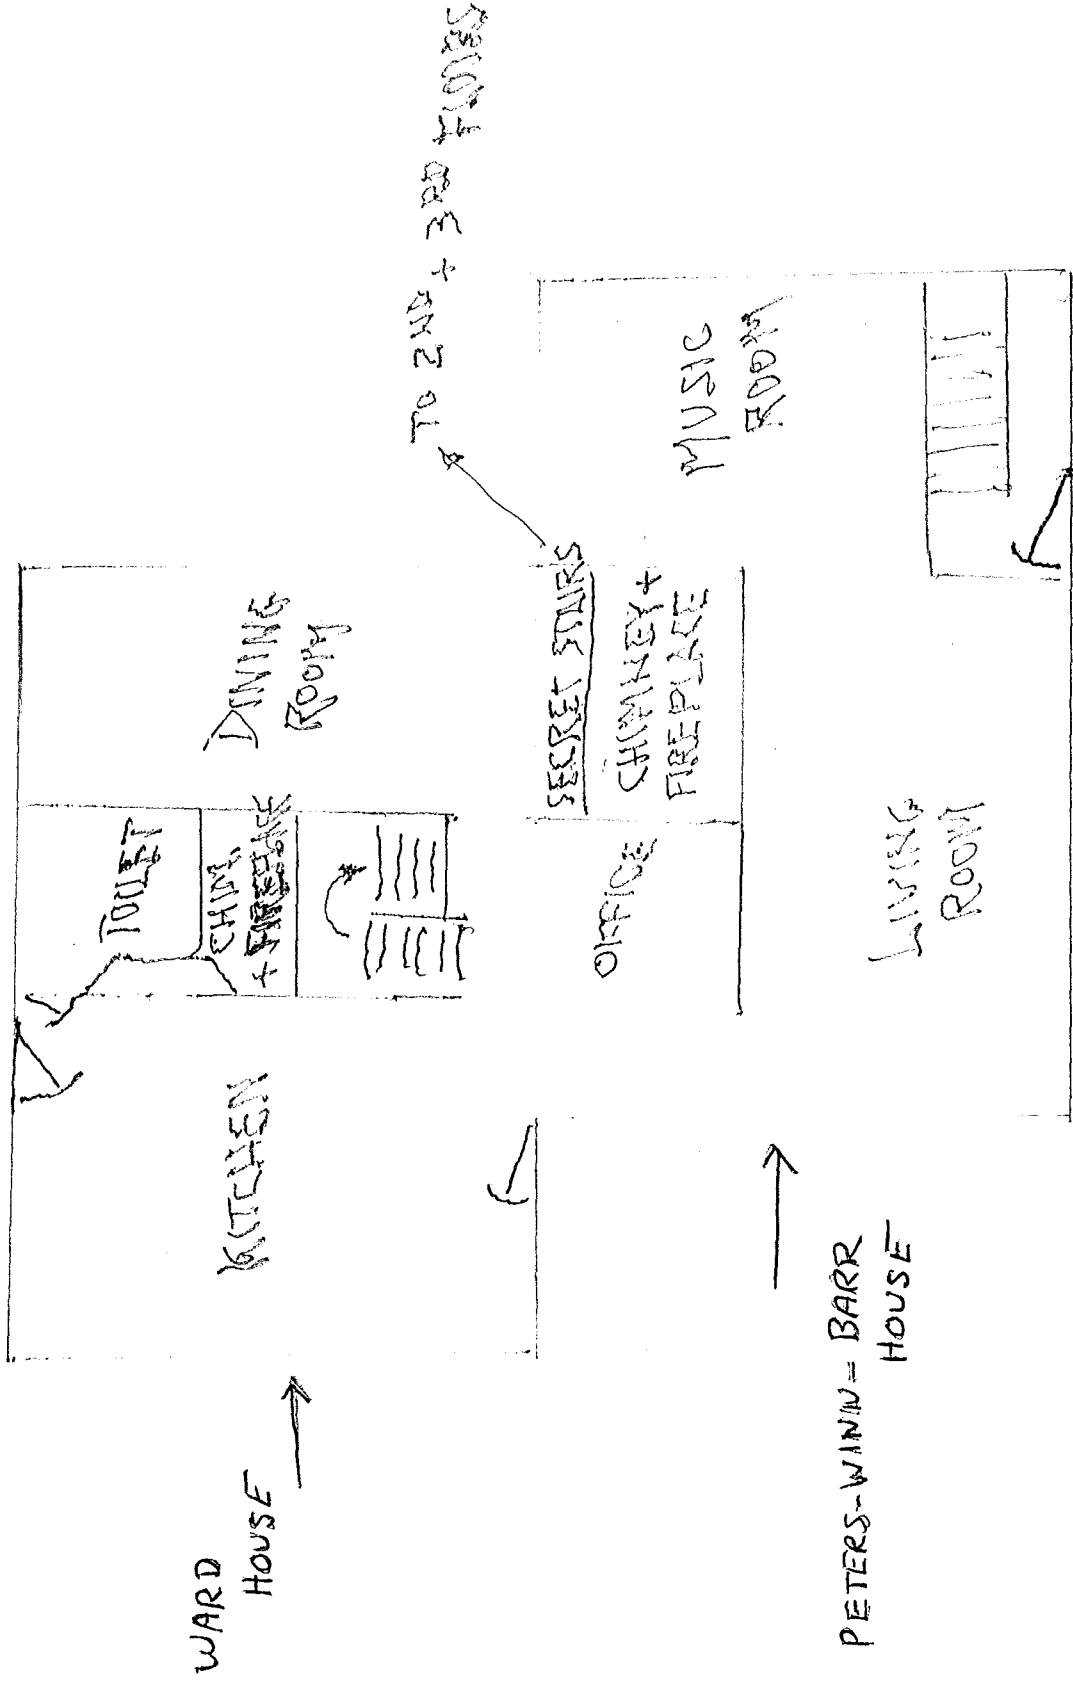 WARD
HOUSE
KITCHEN
TOILET
CHIM.
+ FIREPLACE
DINING
ROOM
TO 2ND + 3RD FLOORS
SECRET STAIRS
CHIMNEY +
FIREPLACE
OFFICE
MUSIC
ROOM
LIVING
ROOM
PETERS-WINN-BARR
HOUSE